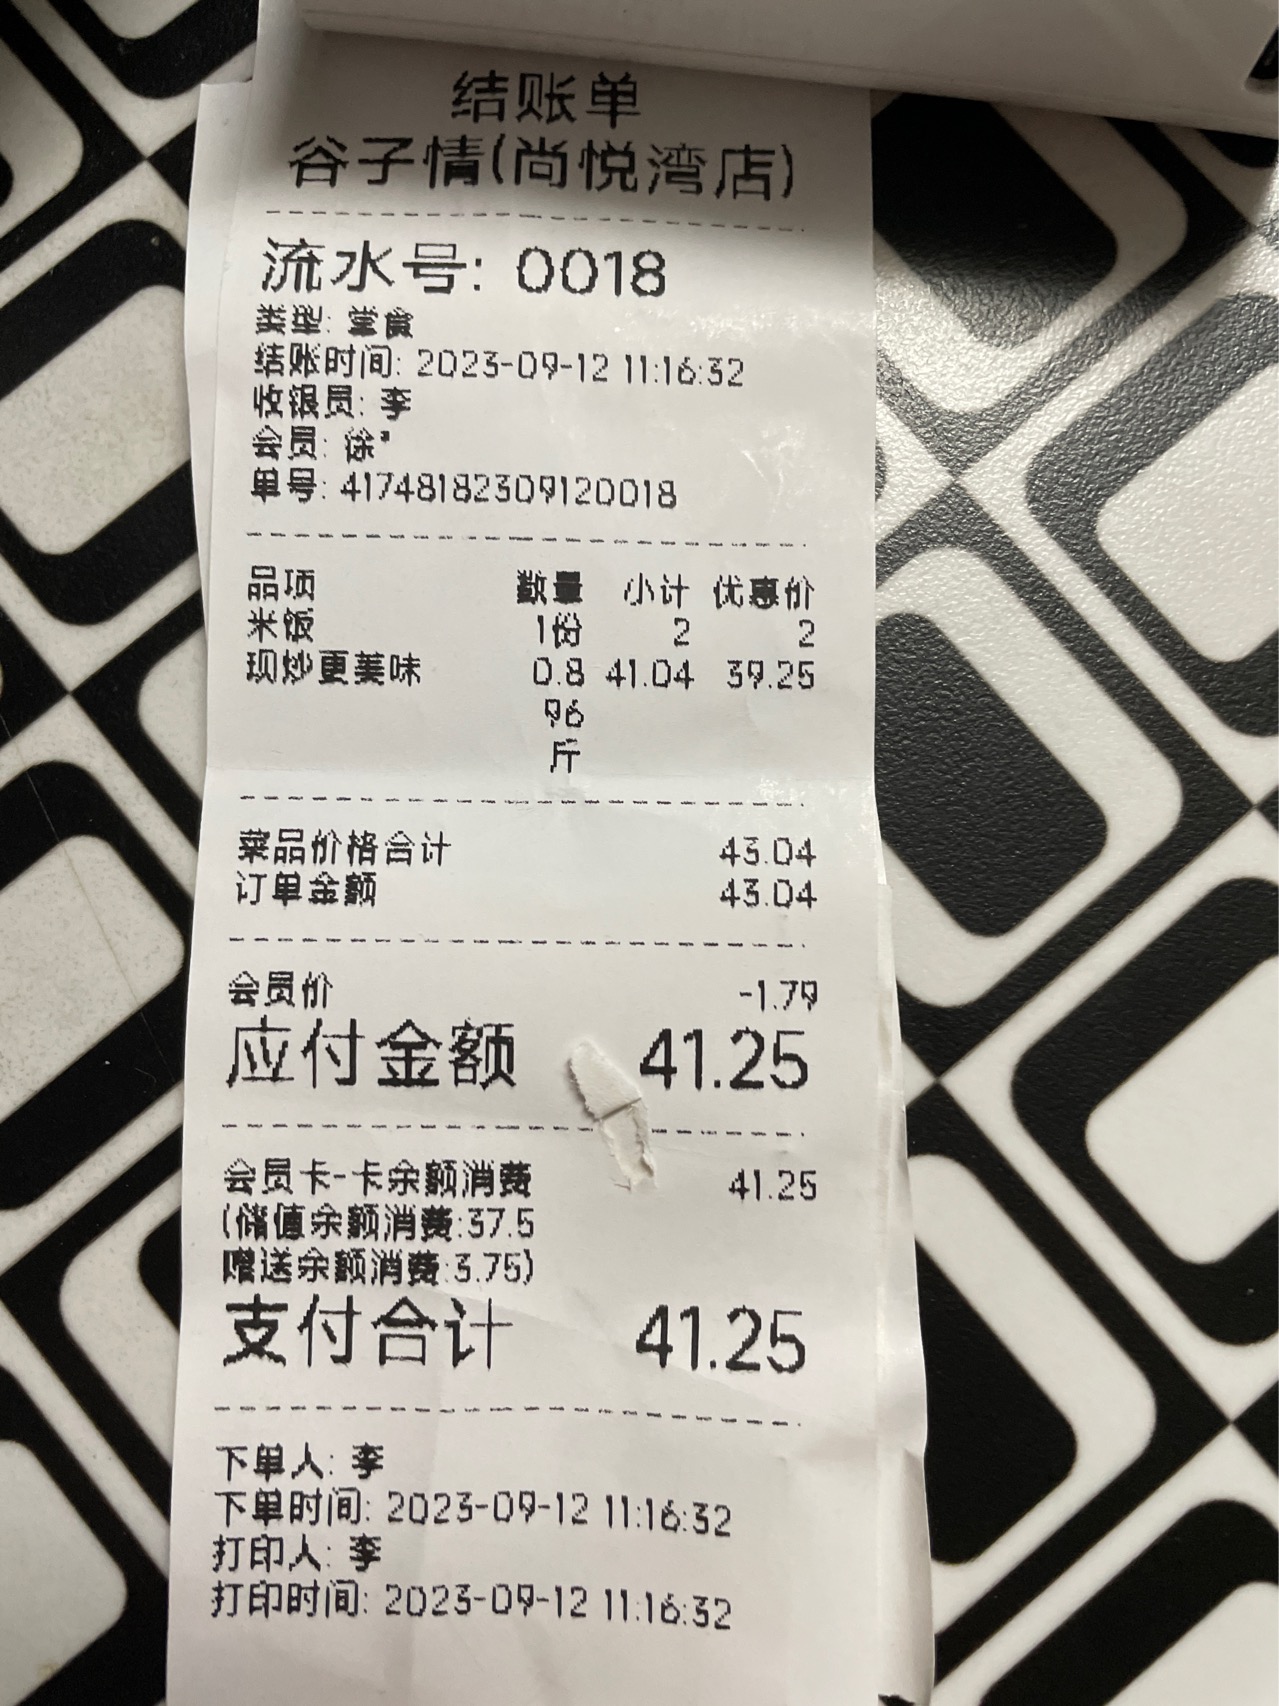 结账单
谷子情(尚悦湾店)
流水号: 0018
类型: 堂食
结账时间: 2023-09-12 11:16:32
收银员: 李
会员: 徐*
单号: 41748182309120018
品项 数量 小计 优惠价
米饭 1份 2 2
现炒更美味 0.8 41.04 39.25
96
斤
菜品价格合计 43.04
订单金额 43.04
会员价 -1.79
应付金额 41.25
会员卡-卡余额消费 41.25
(储值余额消费:37.5
赠送余额消费:3.75)
支付合计 41.25
下单人: 李
下单时间: 2023-09-12 11:16:32
打印人: 李
打印时间: 2023-09-12 11:16:32